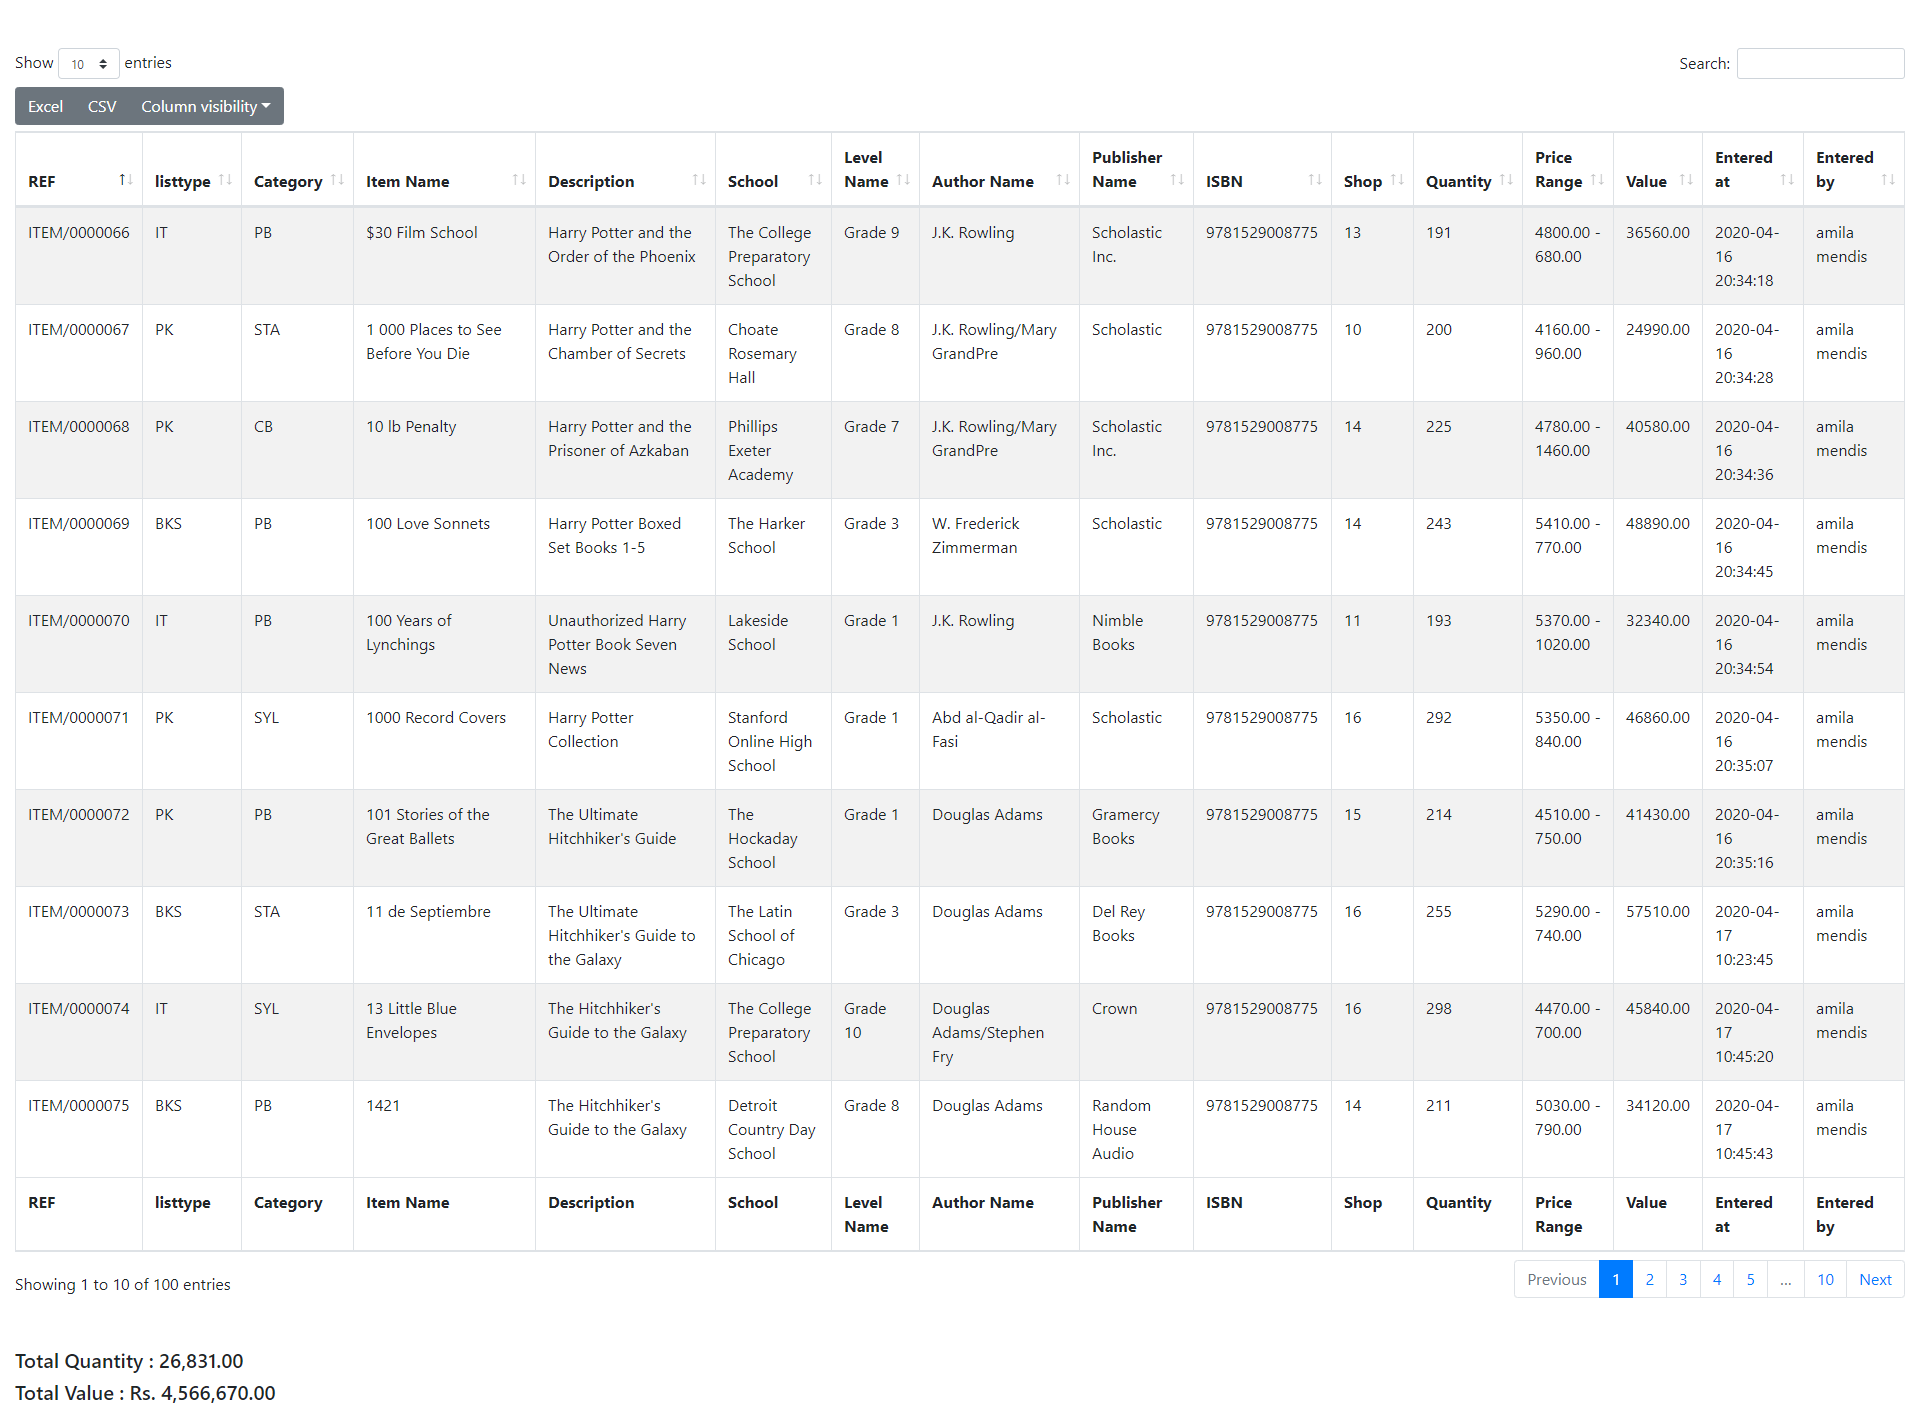 Show 10 entries
Search:
Excel CSV Column visibility
REF listtype Category Item Name Description School Level Name Author Name Publisher Name ISBN Shop Quantity Price Range Value Entered at Entered by
ITEM/0000066 IT PB $30 Film School Harry Potter and the Order of the Phoenix The College Preparatory School Grade 9 J.K. Rowling Scholastic Inc. 9781529008775 13 191 4800.00 - 680.00 36560.00 2020-04-16 20:34:18 amila mendis
ITEM/0000067 PK STA 1 000 Places to See Before You Die Harry Potter and the Chamber of Secrets Choate Rosemary Hall Grade 8 J.K. Rowling/Mary GrandPre Scholastic 9781529008775 10 200 4160.00 - 960.00 24990.00 2020-04-16 20:34:28 amila mendis
ITEM/0000068 PK CB 10 lb Penalty Harry Potter and the Prisoner of Azkaban Phillips Exeter Academy Grade 7 J.K. Rowling/Mary GrandPre Scholastic Inc. 9781529008775 14 225 4780.00 - 1460.00 40580.00 2020-04-16 20:34:36 amila mendis
ITEM/0000069 BKS PB 100 Love Sonnets Harry Potter Boxed Set Books 1-5 The Harker School Grade 3 W. Frederick Zimmerman Scholastic 9781529008775 14 243 5410.00 - 770.00 48890.00 2020-04-16 20:34:45 amila mendis
ITEM/0000070 IT PB 100 Years of Lynchings Unauthorized Harry Potter Book Seven News Lakeside School Grade 1 J.K. Rowling Nimble Books 9781529008775 11 193 5370.00 - 1020.00 32340.00 2020-04-16 20:34:54 amila mendis
ITEM/0000071 PK SYL 1000 Record Covers Harry Potter Collection Stanford Online High School Grade 1 Abd al-Qadir al-Fasi Scholastic 9781529008775 16 292 5350.00 - 840.00 46860.00 2020-04-16 20:35:07 amila mendis
ITEM/0000072 PK PB 101 Stories of the Great Ballets The Ultimate Hitchhiker's Guide The Hockaday School Grade 1 Douglas Adams Gramercy Books 9781529008775 15 214 4510.00 - 750.00 41430.00 2020-04-16 20:35:16 amila mendis
ITEM/0000073 BKS STA 11 de Septiembre The Ultimate Hitchhiker's Guide to the Galaxy The Latin School of Chicago Grade 3 Douglas Adams Del Rey Books 9781529008775 16 255 5290.00 - 740.00 57510.00 2020-04-17 10:23:45 amila mendis
ITEM/0000074 IT SYL 13 Little Blue Envelopes The Hitchhiker's Guide to the Galaxy The College Preparatory School Grade 10 Douglas Adams/Stephen Fry Crown 9781529008775 16 298 4470.00 - 700.00 45840.00 2020-04-17 10:45:20 amila mendis
ITEM/0000075 BKS PB 1421 The Hitchhiker's Guide to the Galaxy Detroit Country Day School Grade 8 Douglas Adams Random House Audio 9781529008775 14 211 5030.00 - 790.00 34120.00 2020-04-17 10:45:43 amila mendis
REF listtype Category Item Name Description School Level Name Author Name Publisher Name ISBN Shop Quantity Price Range Value Entered at Entered by
Showing 1 to 10 of 100 entries
Previous 1 2 3 4 5 ... 10 Next
Total Quantity : 26,831.00
Total Value : Rs. 4,566,670.00